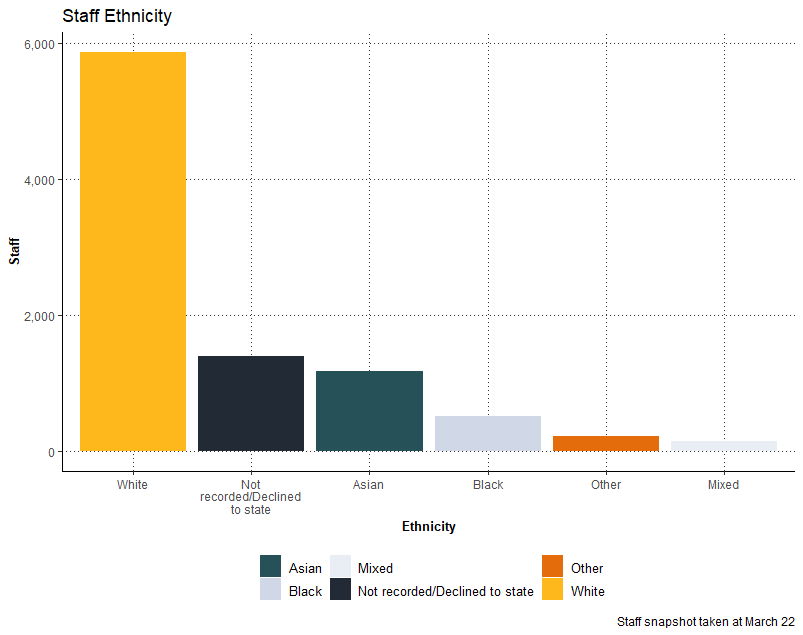 Staff Ethnicity
6,000
4,000
2,000
0
Staff
White
Not
recorded/Declined
to state
Asian
Black
Other
Mixed
Ethnicity
Asian
Mixed
Other
Black
Not recorded/Declined to state
White
Staff snapshot taken at March 22